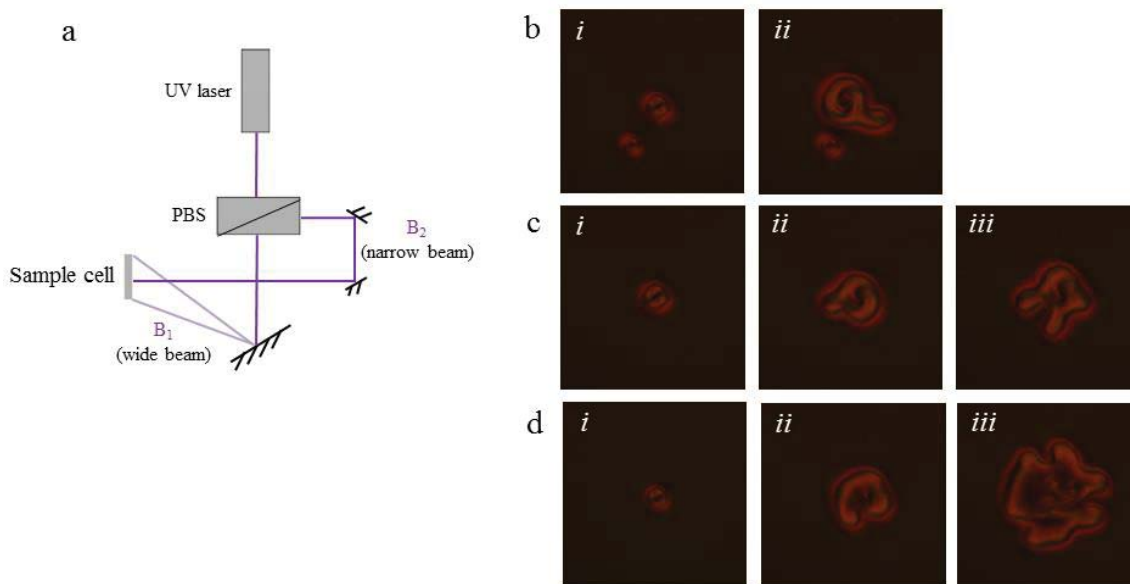 a
UV laser
PBS
B₂
(narrow beam)
Sample cell
B₁
(wide beam)
b
i
ii
c
i
ii
iii
d
i
ii
iii